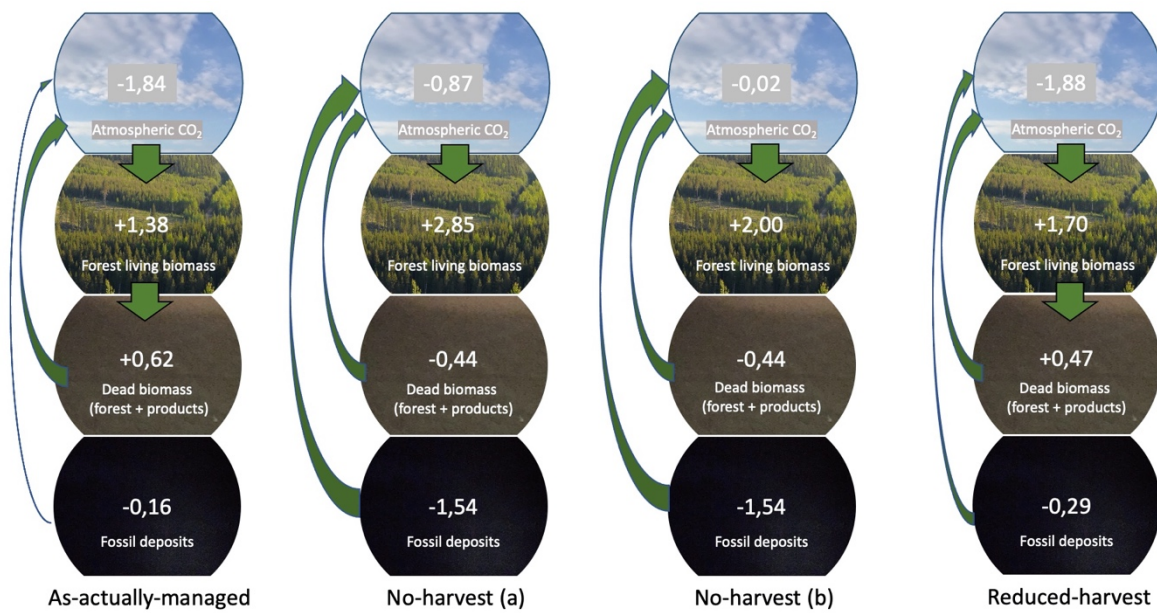 -1,84
Atmospheric CO₂
+1,38
Forest living biomass
+0,62
Dead biomass
(forest + products)
-0,16
Fossil deposits
As-actually-managed
-0,87
Atmospheric CO₂
+2,85
Forest living biomass
-0,44
Dead biomass
(forest + products)
-1,54
Fossil deposits
No-harvest (a)
-0,02
Atmospheric CO₂
+2,00
Forest living biomass
-0,44
Dead biomass
(forest + products)
-1,54
Fossil deposits
No-harvest (b)
-1,88
Atmospheric CO₂
+1,70
Forest living biomass
+0,47
Dead biomass
(forest + products)
-0,29
Fossil deposits
Reduced-harvest